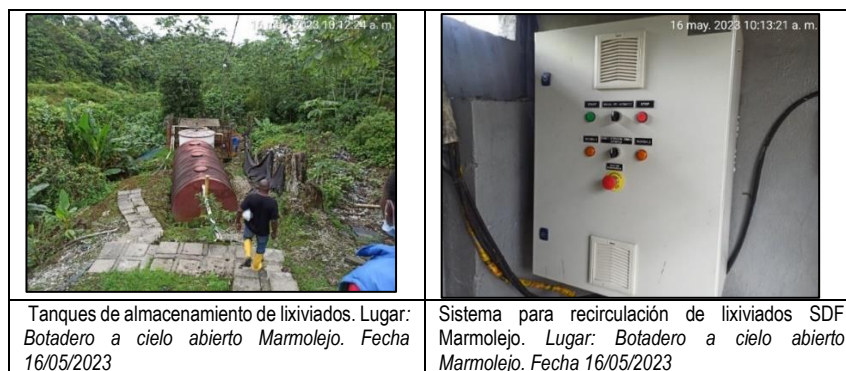 16 may. 2023 10:12:24 a. m.
16 may. 2023 10:13:21 a. m.
Tanques de almacenamiento de lixiviados. Lugar:
Botadero a cielo abierto Marmolejo. Fecha
16/05/2023
Sistema para recirculación de lixiviados SDF
Marmolejo. Lugar: Botadero a cielo abierto
Marmolejo. Fecha 16/05/2023